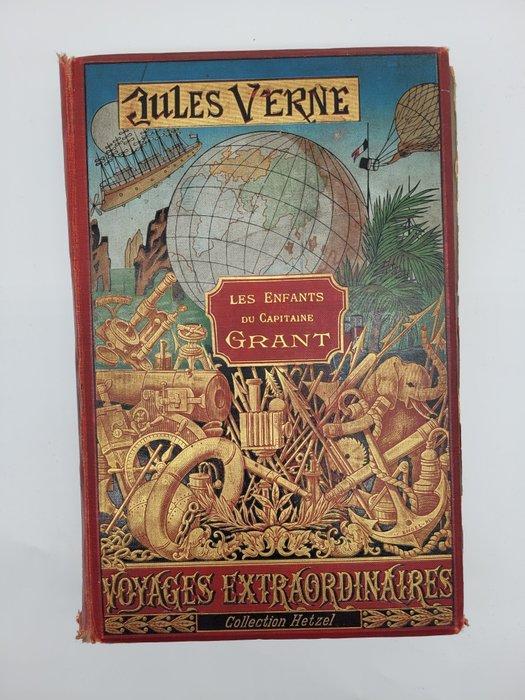 JULES VERNE
LES ENFANTS
DU CAPITAINE
GRANT
VOYAGES EXTRAORDINAIRES
Collection Hetzel